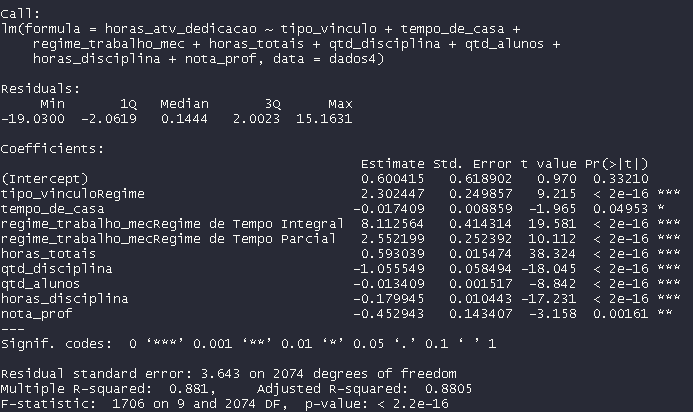 Call:
lm(formula = horas_atv_dedicacao ~ tipo_vinculo + tempo_de_casa +
    regime_trabalho_mec + horas_totais + qtd_disciplina + qtd_alunos +
    horas_disciplina + nota_prof, data = dados4)
Residuals:
     Min       1Q   Median       3Q      Max
-19.0300  -2.0619   0.1444   2.0023  15.1631
Coefficients:
                                            Estimate Std. Error t value Pr(>|t|)
(Intercept)                                 0.600415   0.618902   0.970  0.33210
tipo_vinculoRegime                          2.302447   0.249857   9.215  < 2e-16 ***
tempo_de_casa                              -0.017409   0.008859  -1.965  0.04953 *
regime_trabalho_mecRegime de Tempo Integral 8.112564   0.414314  19.581  < 2e-16 ***
regime_trabalho_mecRegime de Tempo Parcial  2.552199   0.252392  10.112  < 2e-16 ***
horas_totais                                0.593039   0.015474  38.324  < 2e-16 ***
qtd_disciplina                             -1.055549   0.058494 -18.045  < 2e-16 ***
qtd_alunos                                 -0.013409   0.001517  -8.842  < 2e-16 ***
horas_disciplina                           -0.179945   0.010443 -17.231  < 2e-16 ***
nota_prof                                  -0.452943   0.143407  -3.158  0.00161 **
---
Signif. codes:  0 ‘***’ 0.001 ‘**’ 0.01 ‘*’ 0.05 ‘.’ 0.1 ‘ ’ 1
Residual standard error: 3.643 on 2074 degrees of freedom
Multiple R-squared:  0.881,     Adjusted R-squared:  0.8805
F-statistic:  1706 on 9 and 2074 DF,  p-value: < 2.2e-16